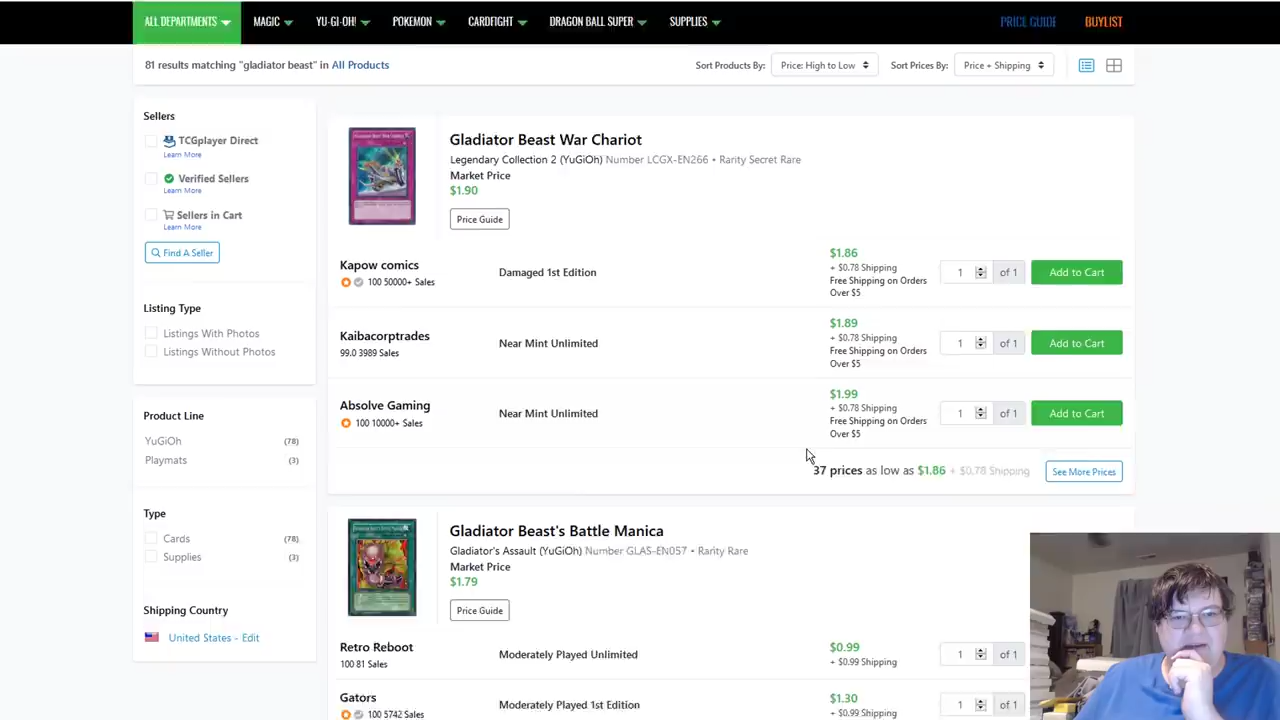 ALL DEPARTMENTS MAGIC YU-GI-OH! POKEMON CARDFIGHT DRAGON BALL SUPER SUPPLIES PRICE GUIDE BUYLIST
81 results matching "gladiator beast" in All Products
Sort Products By: Price: High to Low Sort Prices By: Price + Shipping
Sellers
TCGplayer Direct
Learn More
Verified Sellers
Learn More
Sellers in Cart
Learn More
Find A Seller
Listing Type
Listings With Photos
Listings Without Photos
Product Line
YuGiOh (78)
Playmats (3)
Type
Cards (78)
Supplies (3)
Shipping Country
United States - Edit
Gladiator Beast War Chariot
Legendary Collection 2 (YuGiOh) Number LCGX-EN266 • Rarity Secret Rare
Market Price
$1.90
Price Guide
Kapow comics
100 50000+ Sales
Damaged 1st Edition
$1.86
+ $0.78 Shipping
Free Shipping on Orders
Over $5
1 of 1 Add to Cart
Kaibacorptrades
99.0 3989 Sales
Near Mint Unlimited
$1.89
+ $0.78 Shipping
Free Shipping on Orders
Over $5
1 of 1 Add to Cart
Absolve Gaming
100 10000+ Sales
Near Mint Unlimited
$1.99
+ $0.78 Shipping
Free Shipping on Orders
Over $5
1 of 1 Add to Cart
37 prices as low as $1.86 + $0.78 Shipping See More Prices
Gladiator Beast's Battle Manica
Gladiator's Assault (YuGiOh) Number GLAS-EN057 • Rarity Rare
Market Price
$1.79
Price Guide
Retro Reboot
100 81 Sales
Moderately Played Unlimited
$0.99
+ $0.99 Shipping
1 of 1
Gators
100 5742 Sales
Moderately Played 1st Edition
$1.30
+ $0.99 Shipping
1 of 1